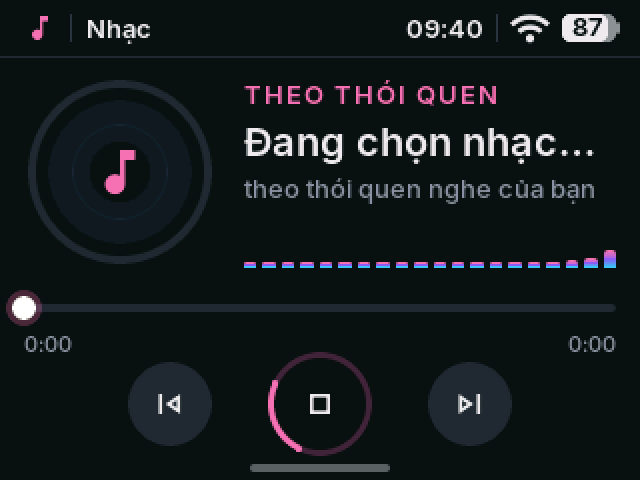 Nhạc
09:40
87
THEO THÓI QUEN
Đang chọn nhạc...
theo thói quen nghe của bạn
0:00
0:00